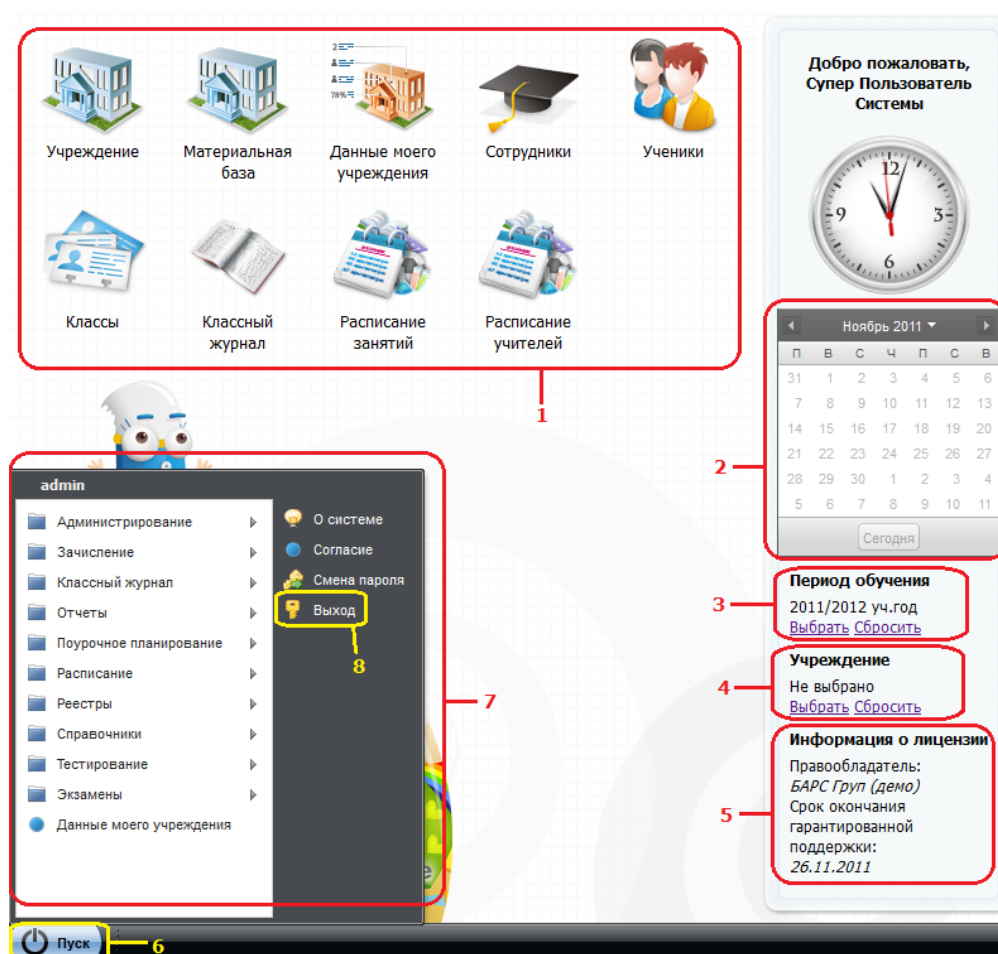 Учреждение
Материальная
база
Данные моего
учреждения
Сотрудники
Ученики
Классы
Классный
журнал
Расписание
занятий
Расписание
учителей
1
Добро пожаловать,
Супер Пользователь
Системы
12
9
3
6
2
Ноябрь 2011
П В С Ч П С В
31 1 2 3 4 5 6
7 8 9 10 11 12 13
14 15 16 17 18 19 20
21 22 23 24 25 26 27
28 29 30 1 2 3 4
5 6 7 8 9 10 11
Сегодня
3
Период обучения
2011/2012 уч.год
Выбрать Сбросить
4
Учреждение
Не выбрано
Выбрать Сбросить
5
Информация о лицензии
Правообладатель:
БАРС Груп (демо)
Срок окончания
гарантированной
поддержки:
26.11.2011
admin
Администрирование
Зачисление
Классный журнал
Отчеты
Поурочное планирование
Расписание
Реестры
Справочники
Тестирование
Экзамены
Данные моего учреждения
О системе
Согласие
Смена пароля
Выход
8
7
Пуск
6